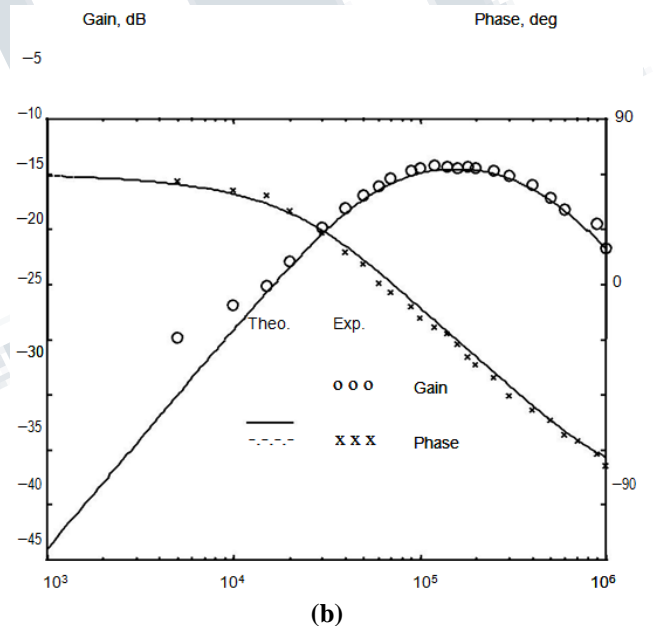 Gain, dB Phase, deg
−5
−10 90
−15
−20
−25 0
Theo. Exp.
−30
o o o Gain
−35
x x x Phase
−40 −90
−45
10³ 10⁴ 10⁵ 10⁶
(b)